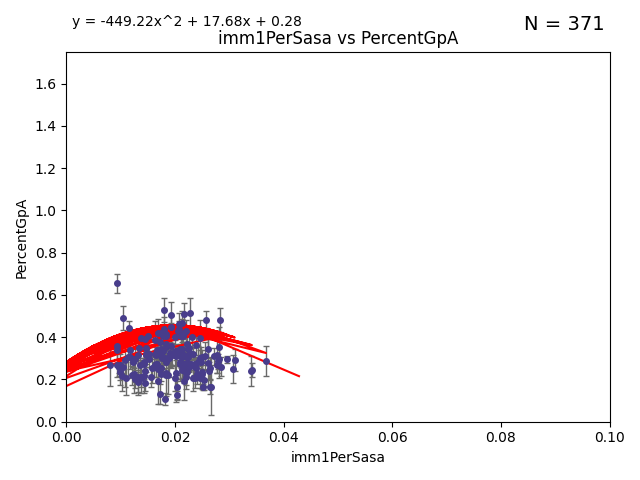 y = -449.22x^2 + 17.68x + 0.28
N = 371
imm1PerSasa vs PercentGpA
PercentGpA
1.6
1.4
1.2
1.0
0.8
0.6
0.4
0.2
0.0
0.00 0.02 0.04 0.06 0.08 0.10
imm1PerSasa